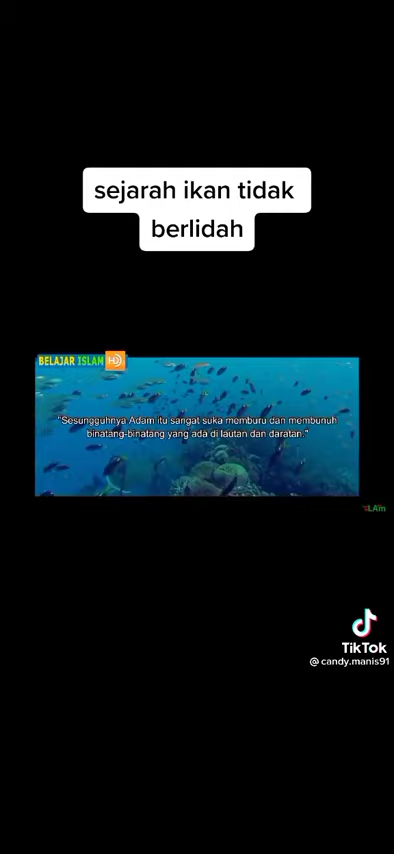 sejarah ikan tidak
berlidah
BELAJAR ISLAM HD
"Sesungguhnya Adam itu sangat suka memburu dan membunuh
binatang-binatang yang ada di lautan dan daratan."
TikTok
@candy.manis91